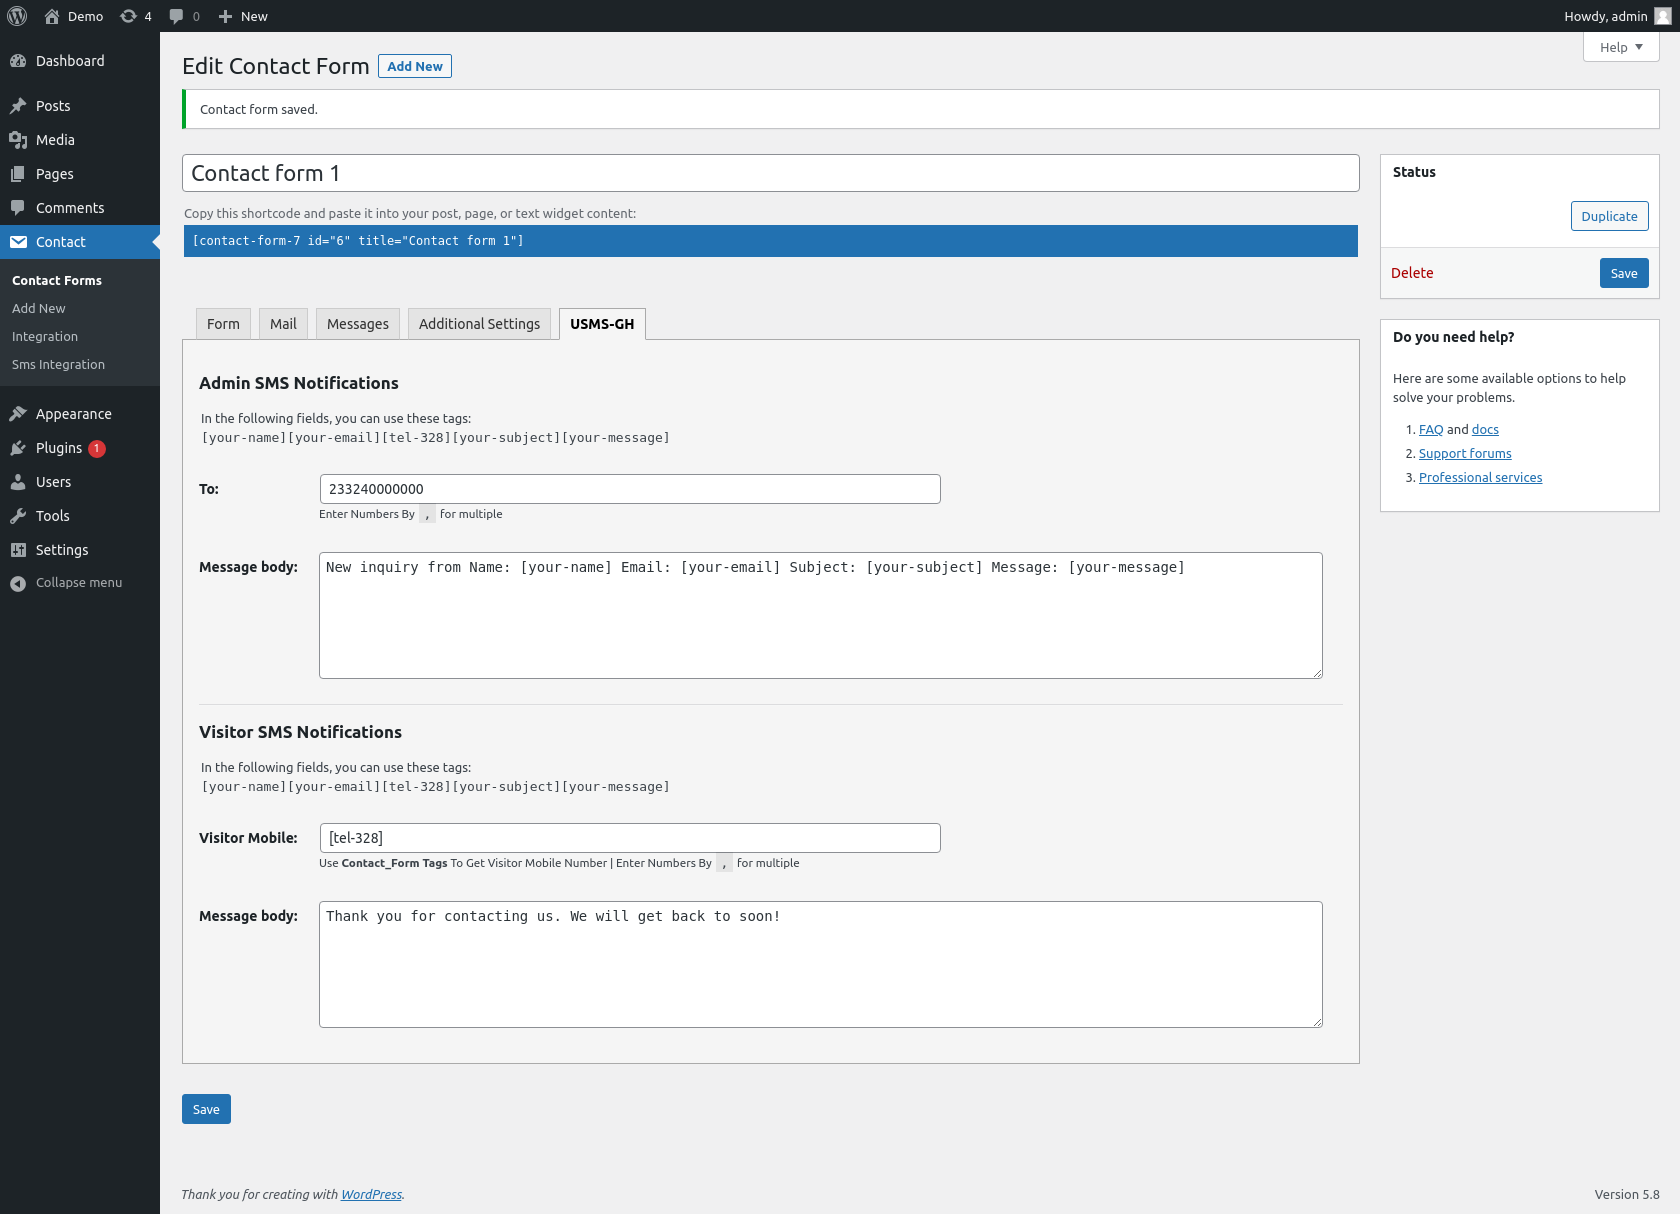 Demo 4 0 New Howdy, admin
Help
Dashboard
Posts
Media
Pages
Comments
Contact
Contact Forms
Add New
Integration
Sms Integration
Appearance
Plugins 1
Users
Tools
Settings
Collapse menu
Edit Contact Form Add New
Contact form saved.
Contact form 1
Copy this shortcode and paste it into your post, page, or text widget content:
[contact-form-7 id="6" title="Contact form 1"]
Form Mail Messages Additional Settings USMS-GH
Admin SMS Notifications
In the following fields, you can use these tags:
[your-name][your-email][tel-328][your-subject][your-message]
To: 233240000000
Enter Numbers By , for multiple
Message body: New inquiry from Name: [your-name] Email: [your-email] Subject: [your-subject] Message: [your-message]
Visitor SMS Notifications
In the following fields, you can use these tags:
[your-name][your-email][tel-328][your-subject][your-message]
Visitor Mobile: [tel-328]
Use Contact_Form Tags To Get Visitor Mobile Number | Enter Numbers By , for multiple
Message body: Thank you for contacting us. We will get back to soon!
Save
Status
Duplicate
Delete Save
Do you need help?
Here are some available options to help
solve your problems.
1. FAQ and docs
2. Support forums
3. Professional services
Thank you for creating with WordPress.
Version 5.8